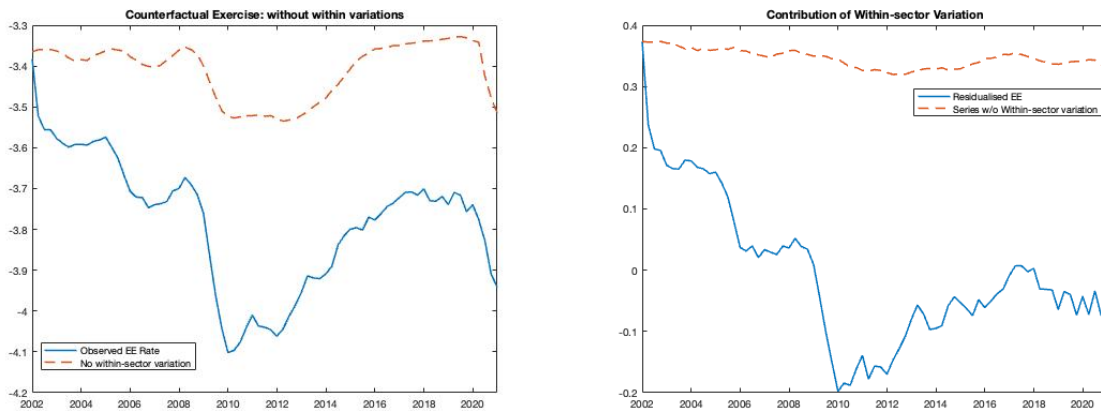 Counterfactual Exercise: without within variations
-3.3
-3.4
-3.5
-3.6
-3.7
-3.8
-3.9
-4
-4.1
-4.2
Observed EE Rate
No within-sector variation
2002 2004 2006 2008 2010 2012 2014 2016 2018 2020
Contribution of Within-sector Variation
0.4
0.3
0.2
0.1
0
-0.1
-0.2
Residualised EE
Series w/o Within-sector variation
2002 2004 2006 2008 2010 2012 2014 2016 2018 2020